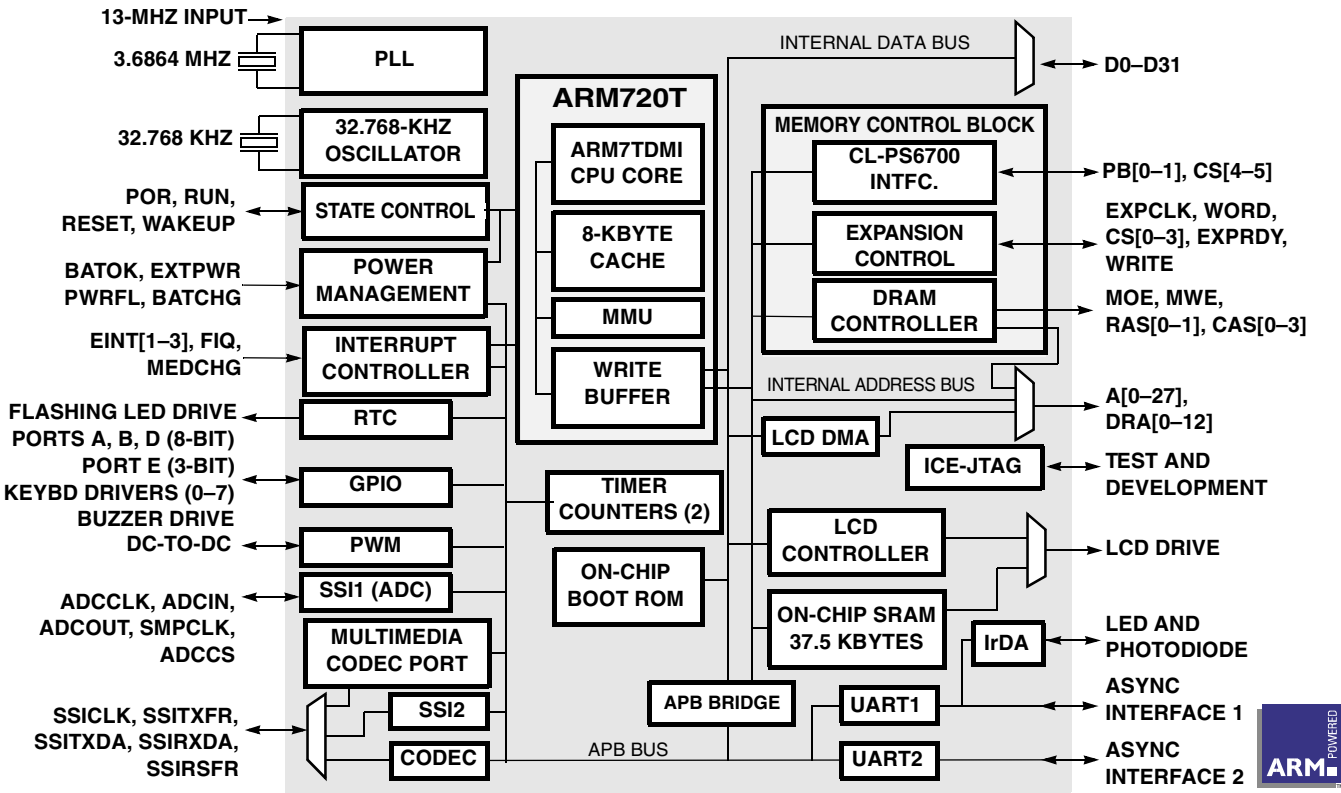 13-MHZ INPUT
3.6864 MHZ
PLL
32.768 KHZ
32.768-KHZ
OSCILLATOR
POR, RUN,
RESET, WAKEUP
STATE CONTROL
BATOK, EXTPWR
PWRFL, BATCHG
POWER
MANAGEMENT
EINT[1–3], FIQ,
MEDCHG
INTERRUPT
CONTROLLER
FLASHING LED DRIVE
RTC
PORTS A, B, D (8-BIT)
PORT E (3-BIT)
KEYBD DRIVERS (0–7)
GPIO
BUZZER DRIVE
DC-TO-DC
PWM
ADCCLK, ADCIN,
ADCOUT, SMPCLK,
ADCCS
SSI1 (ADC)
MULTIMEDIA
CODEC PORT
SSICLK, SSITXFR,
SSITXDA, SSIRXDA,
SSIRSFR
SSI2
CODEC
ARM720T
ARM7TDMI
CPU CORE
8-KBYTE
CACHE
MMU
WRITE
BUFFER
TIMER
COUNTERS (2)
ON-CHIP
BOOT ROM
APB BUS
APB BRIDGE
INTERNAL DATA BUS
D0–D31
MEMORY CONTROL BLOCK
CL-PS6700
INTFC.
PB[0–1], CS[4–5]
EXPANSION
CONTROL
EXPCLK, WORD,
CS[0–3], EXPRDY,
WRITE
DRAM
CONTROLLER
MOE, MWE,
RAS[0–1], CAS[0–3]
INTERNAL ADDRESS BUS
A[0–27],
DRA[0–12]
LCD DMA
ICE-JTAG
TEST AND
DEVELOPMENT
LCD
CONTROLLER
LCD DRIVE
ON-CHIP SRAM
37.5 KBYTES
IrDA
LED AND
PHOTODIODE
UART1
ASYNC
INTERFACE 1
UART2
ASYNC
INTERFACE 2
ARM
POWERED